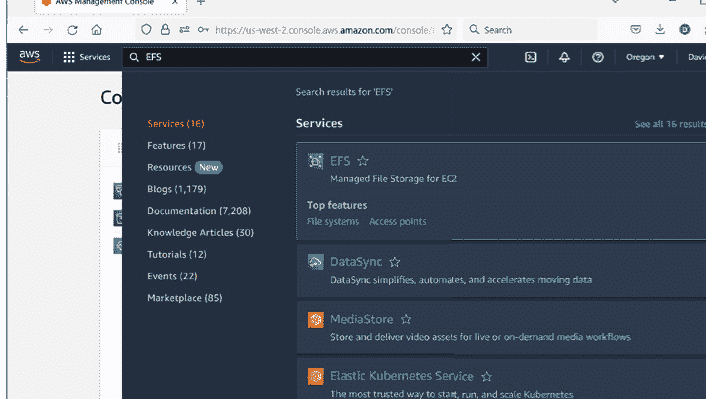 AWS Management Console
https://us-west-2.console.aws.amazon.com/console/
Search
aws
Services
EFS
Oregon
Search results for 'EFS'
Services (16)
Features (17)
Resources New
Blogs (1,179)
Documentation (7,208)
Knowledge Articles (30)
Tutorials (12)
Events (22)
Marketplace (85)
Services
See all 16 results
EFS
Managed File Storage for EC2
Top features
File systems Access points
DataSync
DataSync simplifies, automates, and accelerates moving data
MediaStore
Store and deliver video assets for live or on-demand media workflows
Elastic Kubernetes Service
The most trusted way to start, run, and scale Kubernetes